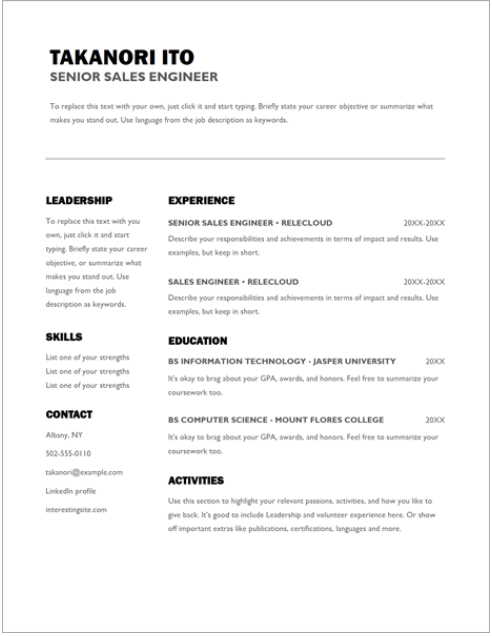 TAKANORI ITO
SENIOR SALES ENGINEER
To replace this text with your own, just click it and start typing. Briefly state your career objective or summarize what
makes you stand out. Use language from the job description as keywords.
LEADERSHIP
To replace this text with you
own, just click it and start
typing. Briefly state your career
objective, or summarize what
makes you stand out. Use
language from the job
description as keywords.
SKILLS
List one of your strengths
List one of your strengths
List one of your strengths
CONTACT
Albany, NY
502-555-0110
takanori@example.com
LinkedIn profile
interestingsite.com
EXPERIENCE
SENIOR SALES ENGINEER • RELECLOUD 20XX-20XX
Describe your responsibilities and achievements in terms of impact and results. Use
examples, but keep in short.
SALES ENGINEER • RELECLOUD 20XX-20XX
Describe your responsibilities and achievements in terms of impact and results. Use
examples, but keep in short.
EDUCATION
BS INFORMATION TECHNOLOGY - JASPER UNIVERSITY 20XX
It's okay to brag about your GPA, awards, and honors. Feel free to summarize your
coursework too.
BS COMPUTER SCIENCE - MOUNT FLORES COLLEGE 20XX
It's okay to brag about your GPA, awards, and honors. Feel free to summarize your
coursework too.
ACTIVITIES
Use this section to highlight your relevant passions, activities, and how you like to
give back. It's good to include Leadership and volunteer experience here. Or show
off important extras like publications, certifications, languages and more.